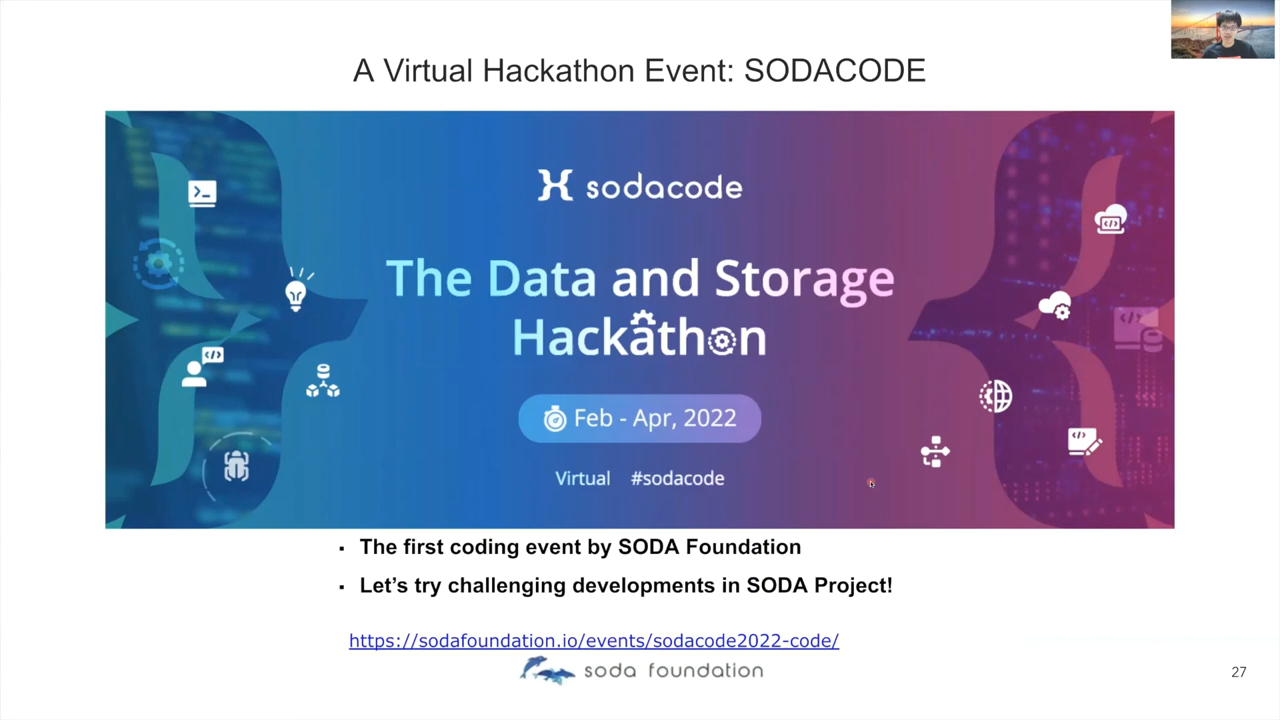 A Virtual Hackathon Event: SODACODE
sodacode
The Data and Storage
Hackathon
Feb - Apr, 2022
Virtual #sodacode
▪ The first coding event by SODA Foundation
▪ Let’s try challenging developments in SODA Project!
https://sodafoundation.io/events/sodacode2022-code/
soda foundation
27